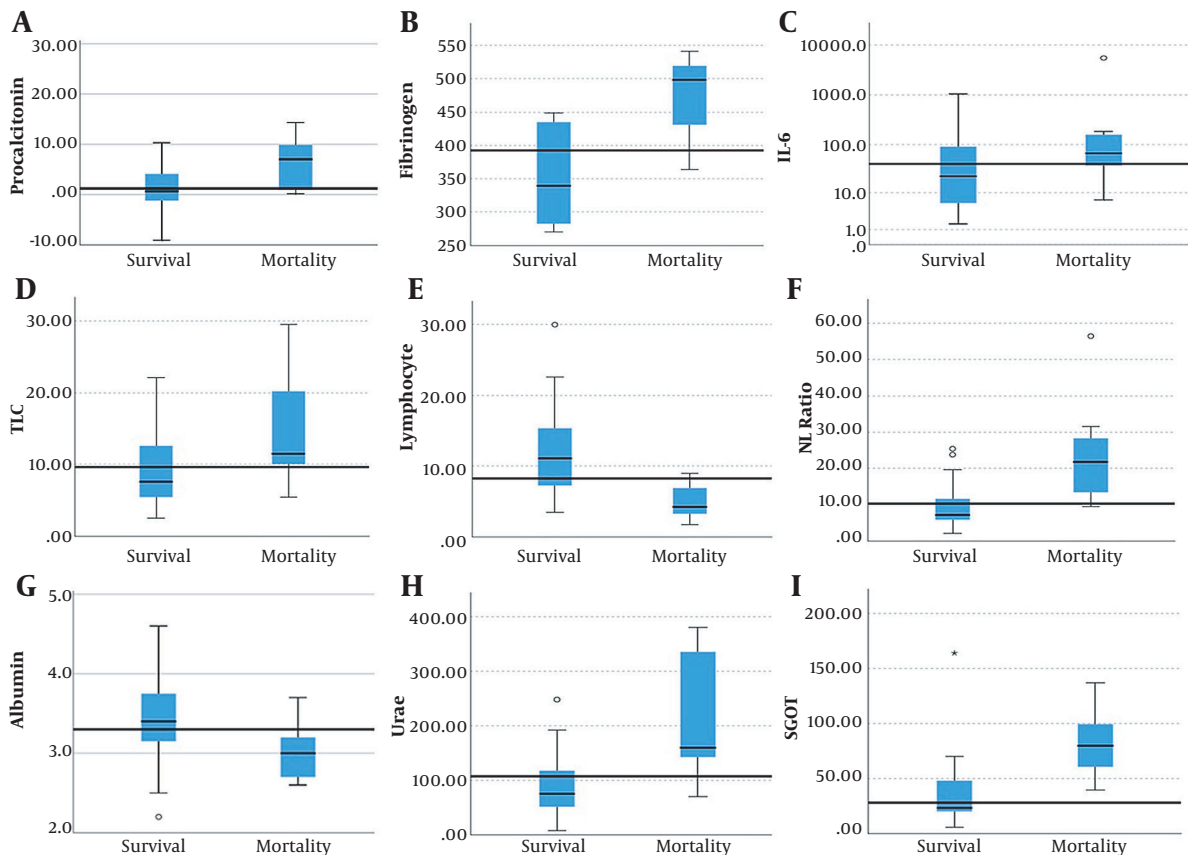 A
Procalcitonin
30.00
20.00
10.00
.00
-10.00
Survival
Mortality
B
Fibrinogen
550
500
450
400
350
300
250
Survival
Mortality
C
IL-6
10000.0
1000.0
100.0
10.0
1.0
.0
Survival
Mortality
D
TLC
30.00
20.00
10.00
.00
Survival
Mortality
E
Lymphocyte
30.00
20.00
10.00
.00
Survival
Mortality
F
NL Ratio
60.00
50.00
40.00
30.00
20.00
10.00
.00
Survival
Mortality
G
Albumin
5.0
4.0
3.0
2.0
Survival
Mortality
H
Urae
400.00
300.00
200.00
100.00
.00
Survival
Mortality
I
SGOT
200.00
150.00
100.00
50.00
.00
Survival
Mortality